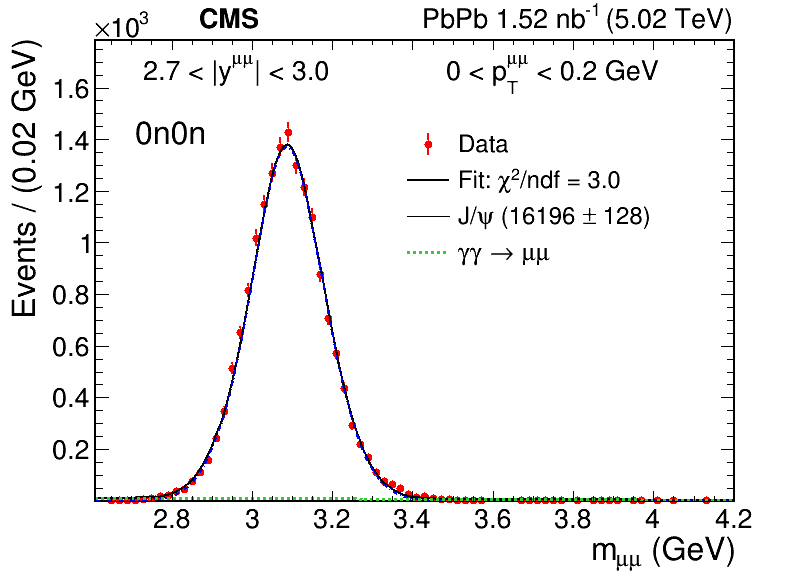 ×10³ CMS PbPb 1.52 nb⁻¹ (5.02 TeV)
2.7 < |y^μμ| < 3.0 0 < p_T^μμ < 0.2 GeV
0n0n
Data
Fit: χ²/ndf = 3.0
J/ψ (16196 ± 128)
γγ → μμ
Events / (0.02 GeV)
1.6
1.4
1.2
1
0.8
0.6
0.4
0.2
2.8 3 3.2 3.4 3.6 3.8 4 4.2
m_μμ (GeV)